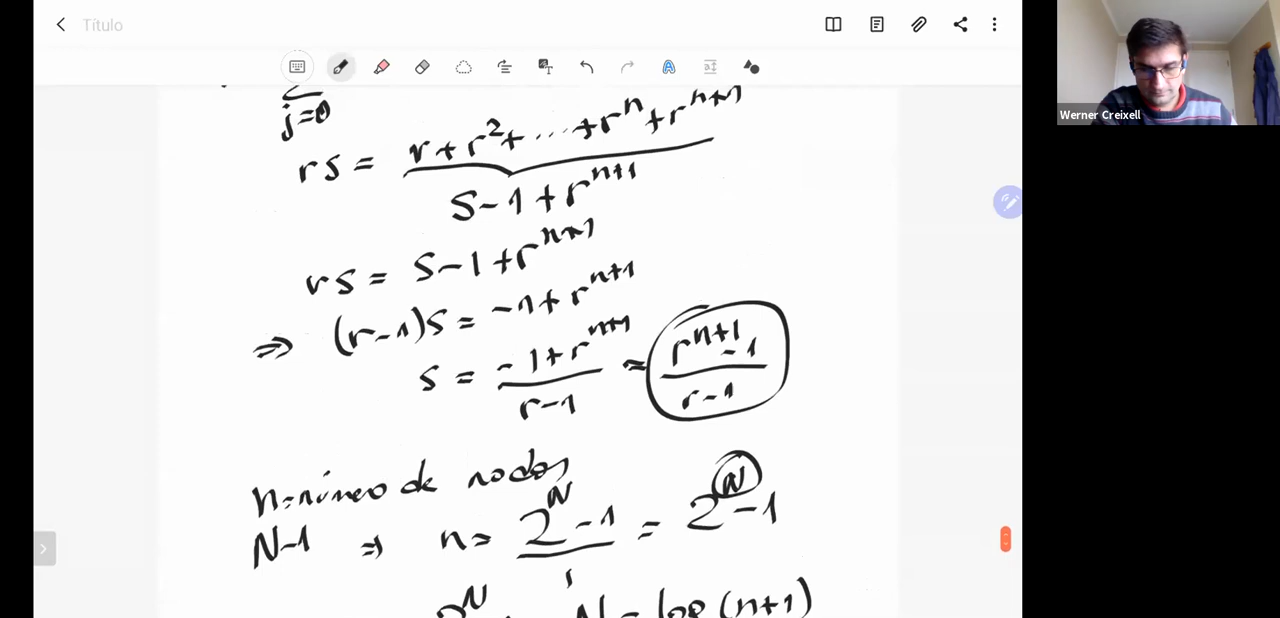 Título
Werner Creixell
j=0
rs = r+r²+...+rⁿ+rⁿ⁺¹
S-1+rⁿ⁺¹
rs = S-1+rⁿ⁺¹
⇒ (r-1)S = -1+rⁿ⁺¹
S = (-1+rⁿ⁺¹)/(r-1) = (rⁿ⁺¹-1)/(r-1)
n=número de nodos
N-1 ⇒ n = (2ᴺ-1)/1 = 2ᴺ-1
N = log(n+1)